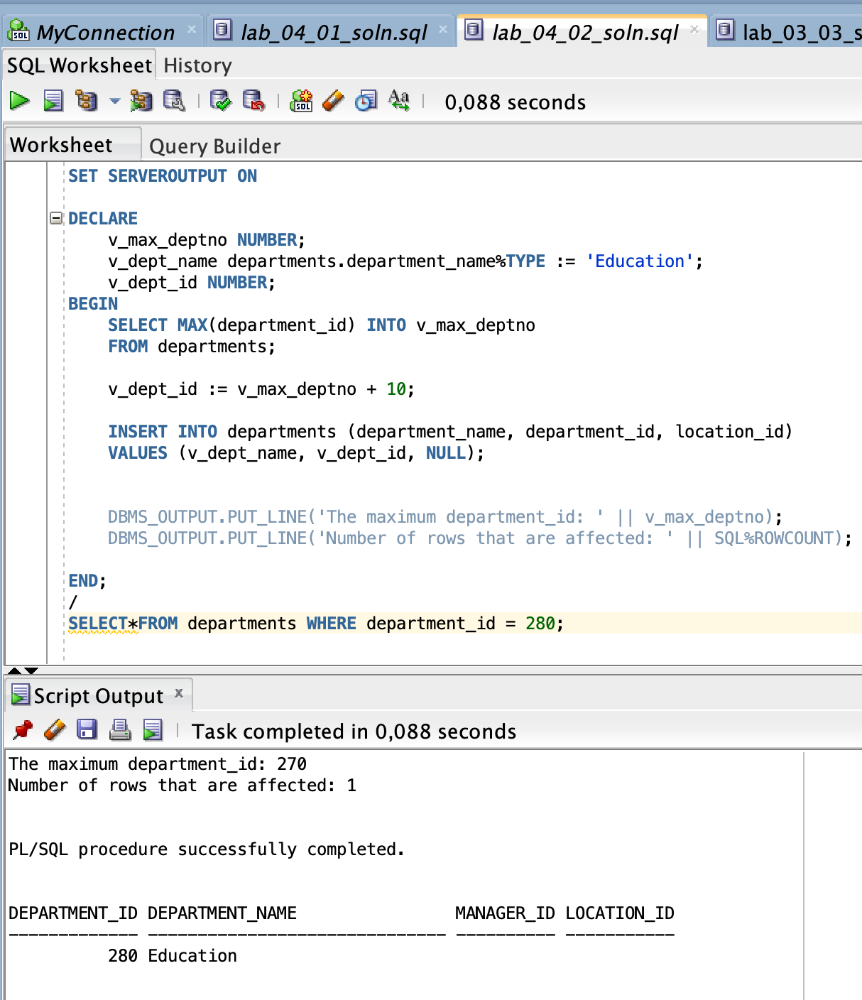 MyConnection lab_04_01_soln.sql lab_04_02_soln.sql lab_03_03_s
SQL Worksheet History
0,088 seconds
Worksheet Query Builder
SET SERVEROUTPUT ON
DECLARE
v_max_deptno NUMBER;
v_dept_name departments.department_name%TYPE := 'Education';
v_dept_id NUMBER;
BEGIN
SELECT MAX(department_id) INTO v_max_deptno
FROM departments;
v_dept_id := v_max_deptno + 10;
INSERT INTO departments (department_name, department_id, location_id)
VALUES (v_dept_name, v_dept_id, NULL);
DBMS_OUTPUT.PUT_LINE('The maximum department_id: ' || v_max_deptno);
DBMS_OUTPUT.PUT_LINE('Number of rows that are affected: ' || SQL%ROWCOUNT);
END;
/
SELECT*FROM departments WHERE department_id = 280;
Script Output
Task completed in 0,088 seconds
The maximum department_id: 270
Number of rows that are affected: 1
PL/SQL procedure successfully completed.
DEPARTMENT_ID DEPARTMENT_NAME MANAGER_ID LOCATION_ID
------------- ------------------------------ ---------- -----------
280 Education